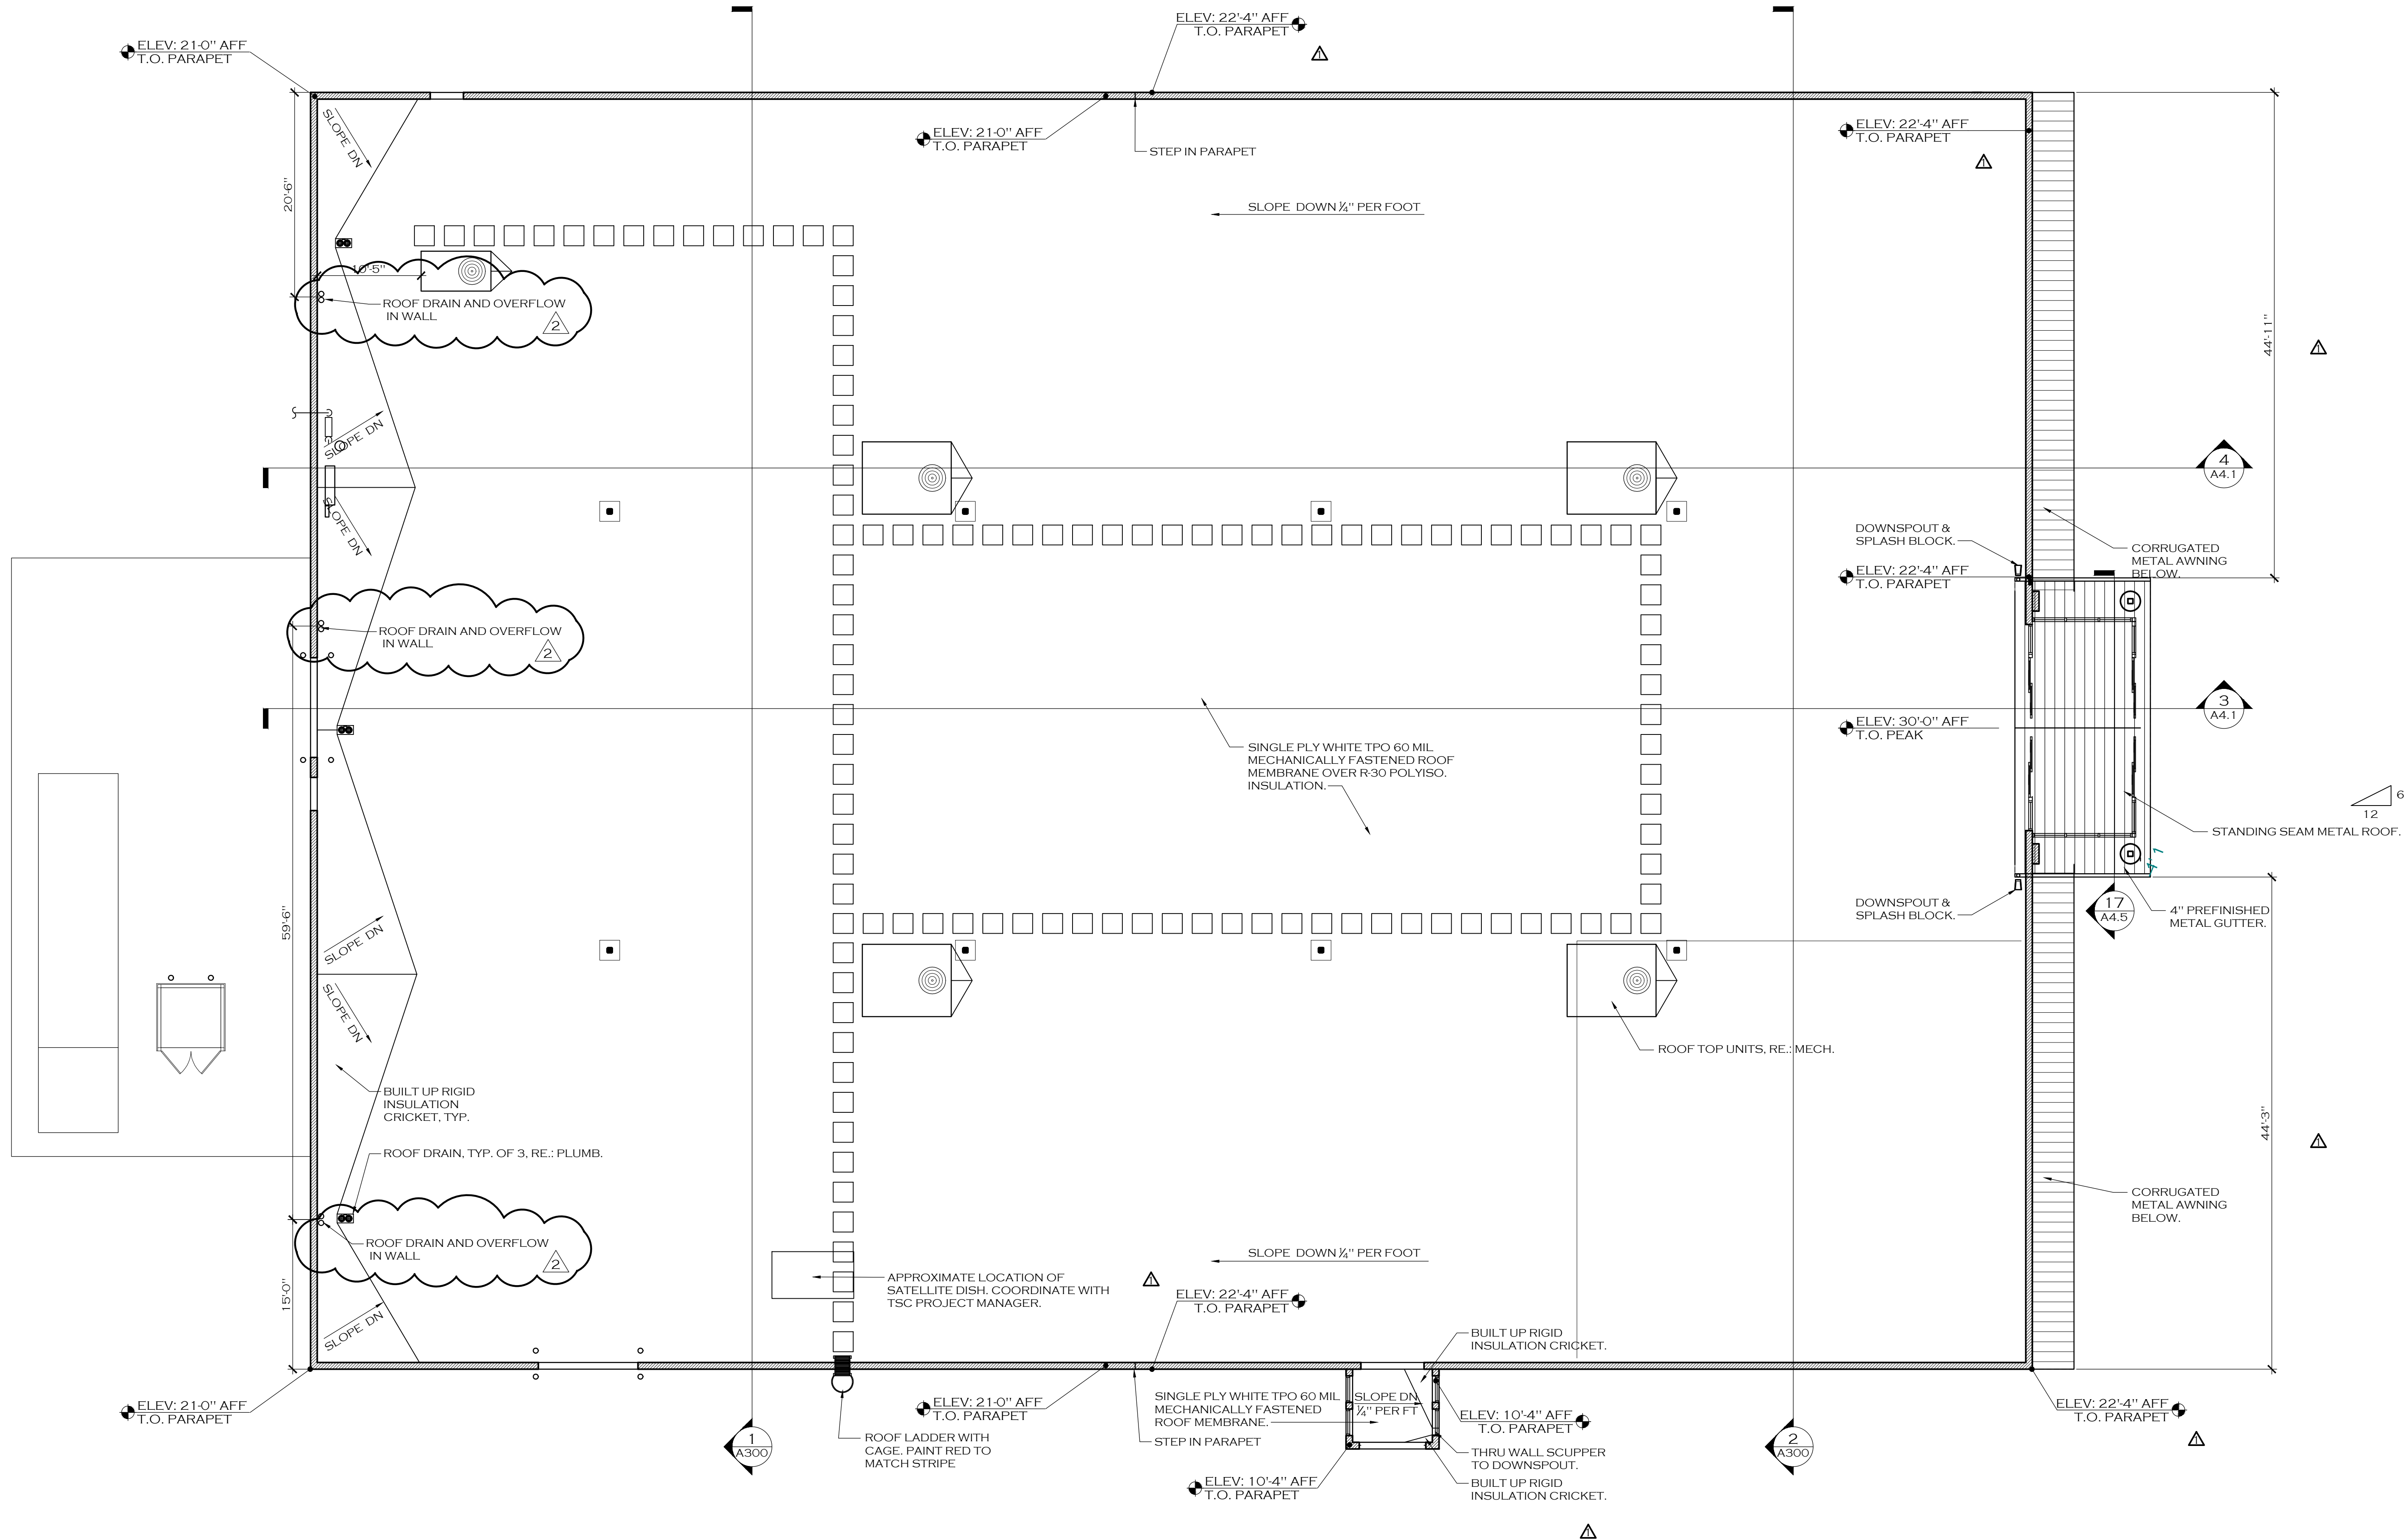 ELEV: 21-0" AFF
T.O. PARAPET
ELEV: 22'-4" AFF
T.O. PARAPET
1
ELEV: 21-0" AFF
T.O. PARAPET
STEP IN PARAPET
ELEV: 22'-4" AFF
T.O. PARAPET
1
SLOPE DN
20'-6"
SLOPE DOWN ¼" PER FOOT
10'-5"
ROOF DRAIN AND OVERFLOW
IN WALL
2
44'-11"
1
SLOPE DN
SLOPE DN
4
A4.1
DOWNSPOUT &
SPLASH BLOCK.
CORRUGATED
METAL AWNING
BELOW.
ELEV: 22'-4" AFF
T.O. PARAPET
ROOF DRAIN AND OVERFLOW
IN WALL
2
3
A4.1
ELEV: 30'-0" AFF
T.O. PEAK
SINGLE PLY WHITE TPO 60 MIL
MECHANICALLY FASTENED ROOF
MEMBRANE OVER R-30 POLYISO.
INSULATION.
6
12
STANDING SEAM METAL ROOF.
DOWNSPOUT &
SPLASH BLOCK.
17
A4.5
4" PREFINISHED
METAL GUTTER.
59'-6"
SLOPE DN
SLOPE DN
ROOF TOP UNITS, RE.: MECH.
BUILT UP RIGID
INSULATION
CRICKET, TYP.
44'-3"
1
ROOF DRAIN, TYP. OF 3, RE.: PLUMB.
CORRUGATED
METAL AWNING
BELOW.
ROOF DRAIN AND OVERFLOW
IN WALL
2
SLOPE DOWN ¼" PER FOOT
15'-0"
SLOPE DN
APPROXIMATE LOCATION OF
SATELLITE DISH. COORDINATE WITH
TSC PROJECT MANAGER.
1
ELEV: 22'-4" AFF
T.O. PARAPET
BUILT UP RIGID
INSULATION CRICKET.
ELEV: 21-0" AFF
T.O. PARAPET
ELEV: 21-0" AFF
T.O. PARAPET
SINGLE PLY WHITE TPO 60 MIL
MECHANICALLY FASTENED
ROOF MEMBRANE.
SLOPE DN
¼" PER FT
ELEV: 10'-4" AFF
T.O. PARAPET
ELEV: 22'-4" AFF
T.O. PARAPET
1
1
A300
ROOF LADDER WITH
CAGE. PAINT RED TO
MATCH STRIPE
STEP IN PARAPET
THRU WALL SCUPPER
TO DOWNSPOUT.
2
A300
ELEV: 10'-4" AFF
T.O. PARAPET
BUILT UP RIGID
INSULATION CRICKET.
1